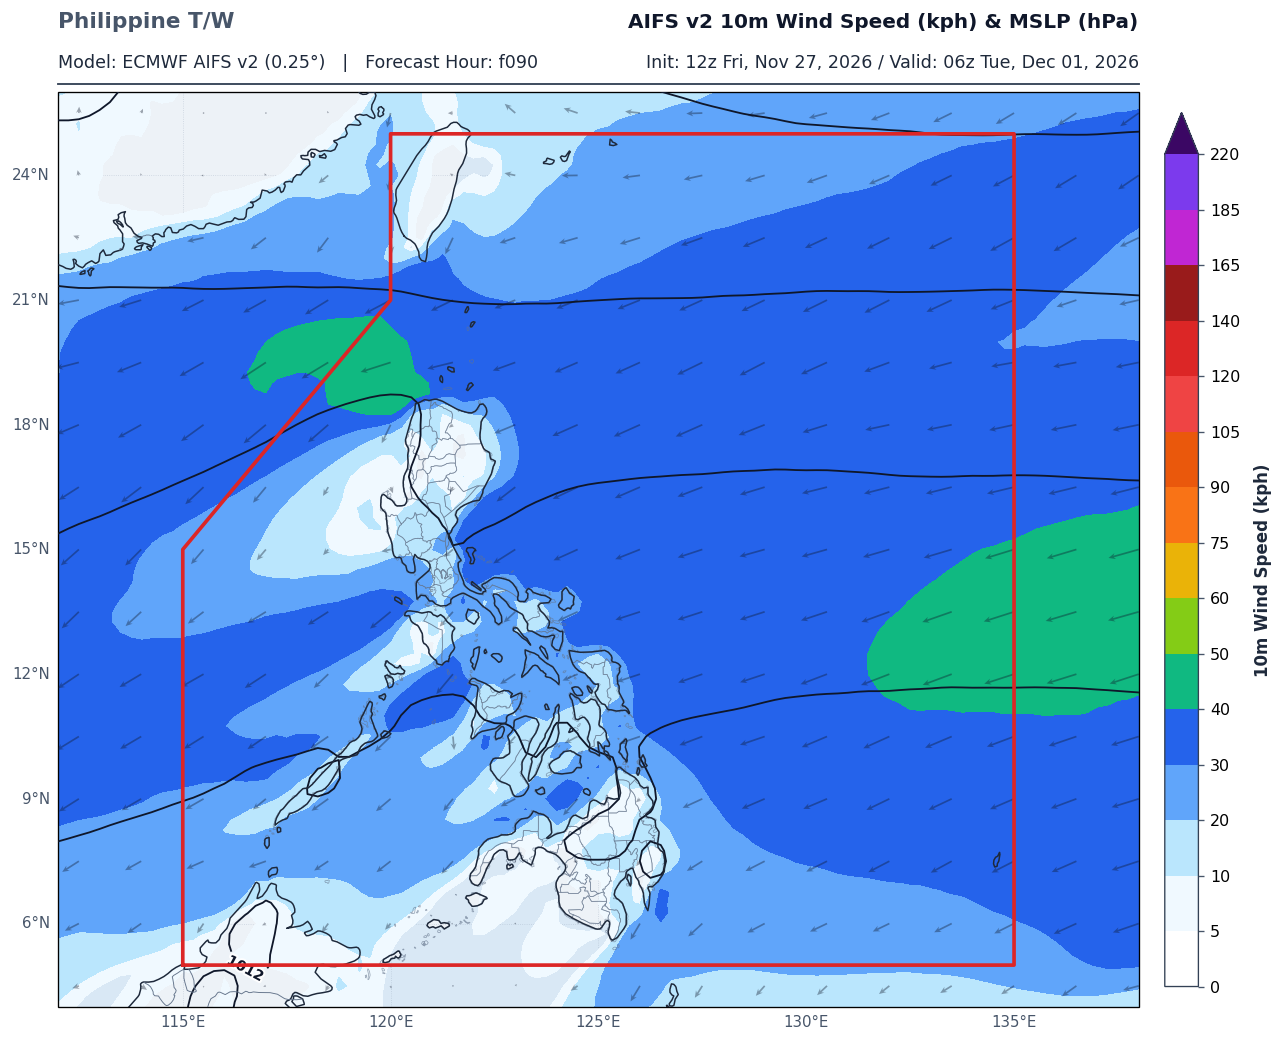 Philippine T/W
AIFS v2 10m Wind Speed (kph) & MSLP (hPa)
Model: ECMWF AIFS v2 (0.25°) | Forecast Hour: f090
Init: 12z Fri, Nov 27, 2026 / Valid: 06z Tue, Dec 01, 2026
24°N
21°N
18°N
15°N
12°N
9°N
6°N
115°E
120°E
125°E
130°E
135°E
1012
220
185
165
140
120
105
90
75
60
50
40
30
20
10
5
0
10m Wind Speed (kph)